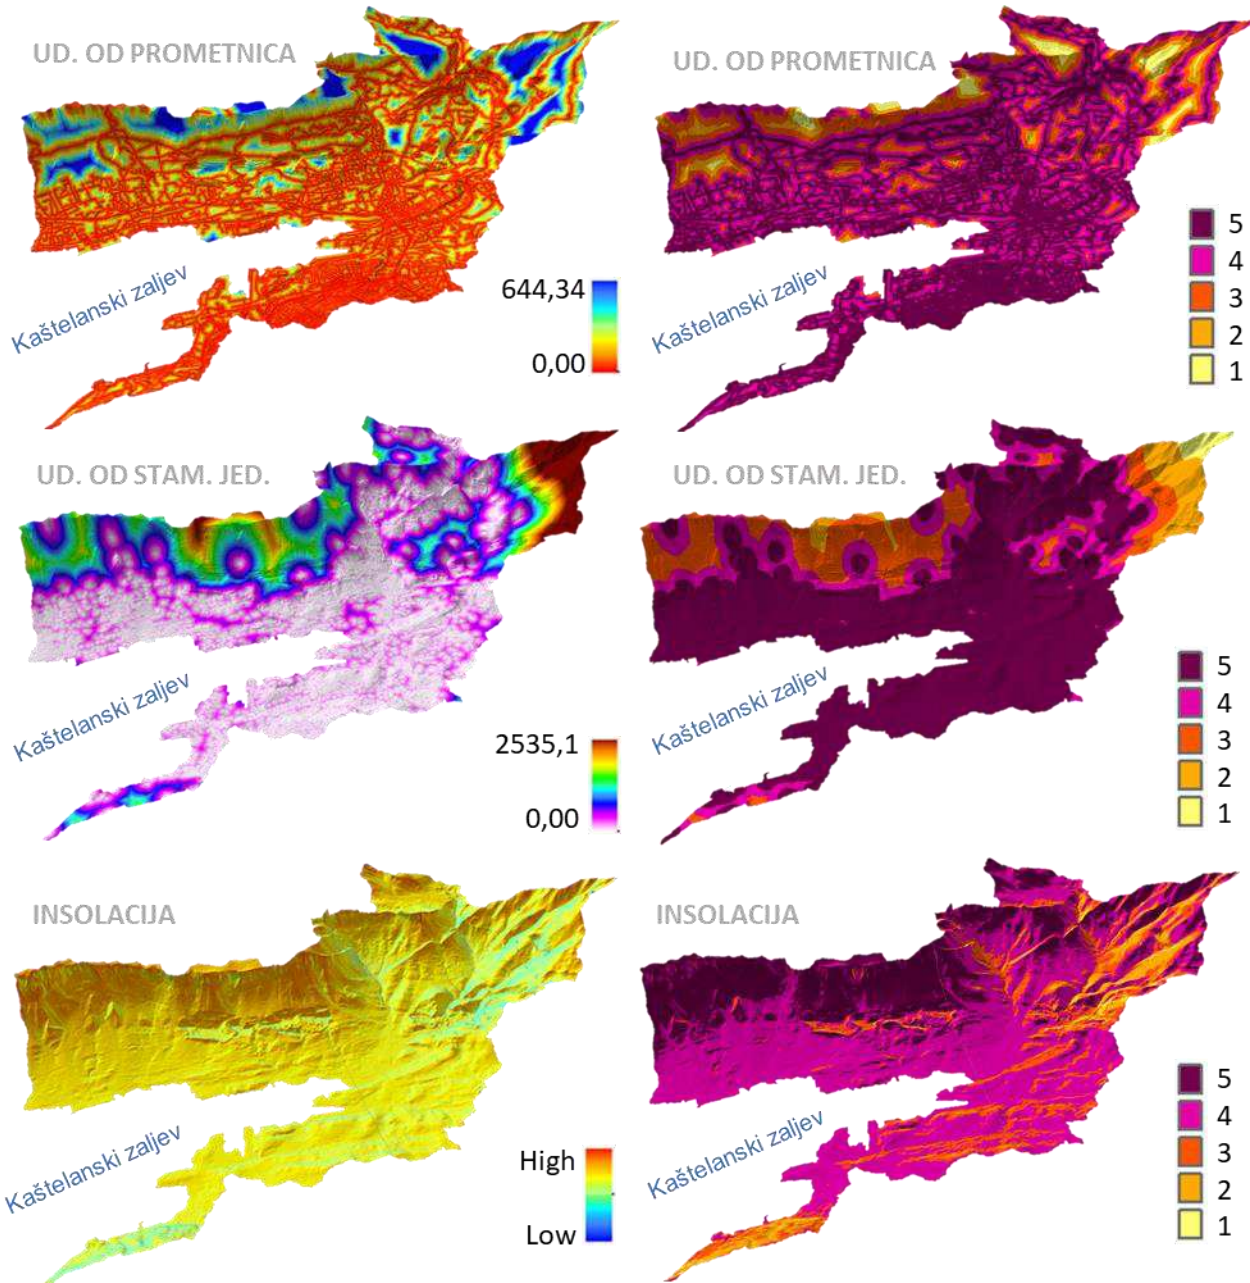 UD. OD PROMETNICA
Kaštelanski zaljev
644,34
0,00
UD. OD PROMETNICA
Kaštelanski zaljev
5
4
3
2
1
UD. OD STAM. JED.
Kaštelanski zaljev
2535,1
0,00
UD. OD STAM. JED.
Kaštelanski zaljev
5
4
3
2
1
INSOLACIJA
Kaštelanski zaljev
High
Low
INSOLACIJA
Kaštelanski zaljev
5
4
3
2
1